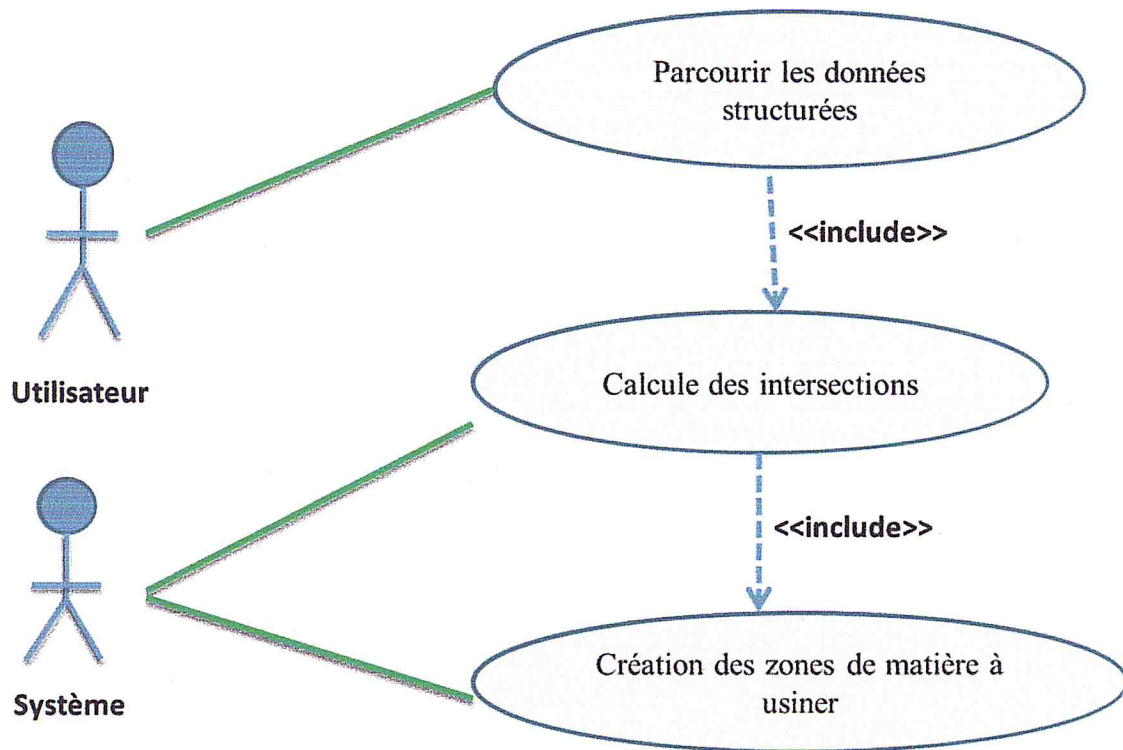 Parcourir les données
structurées
<<include>>
Utilisateur
Calcule des intersections
<<include>>
Système
Création des zones de matière à
usiner